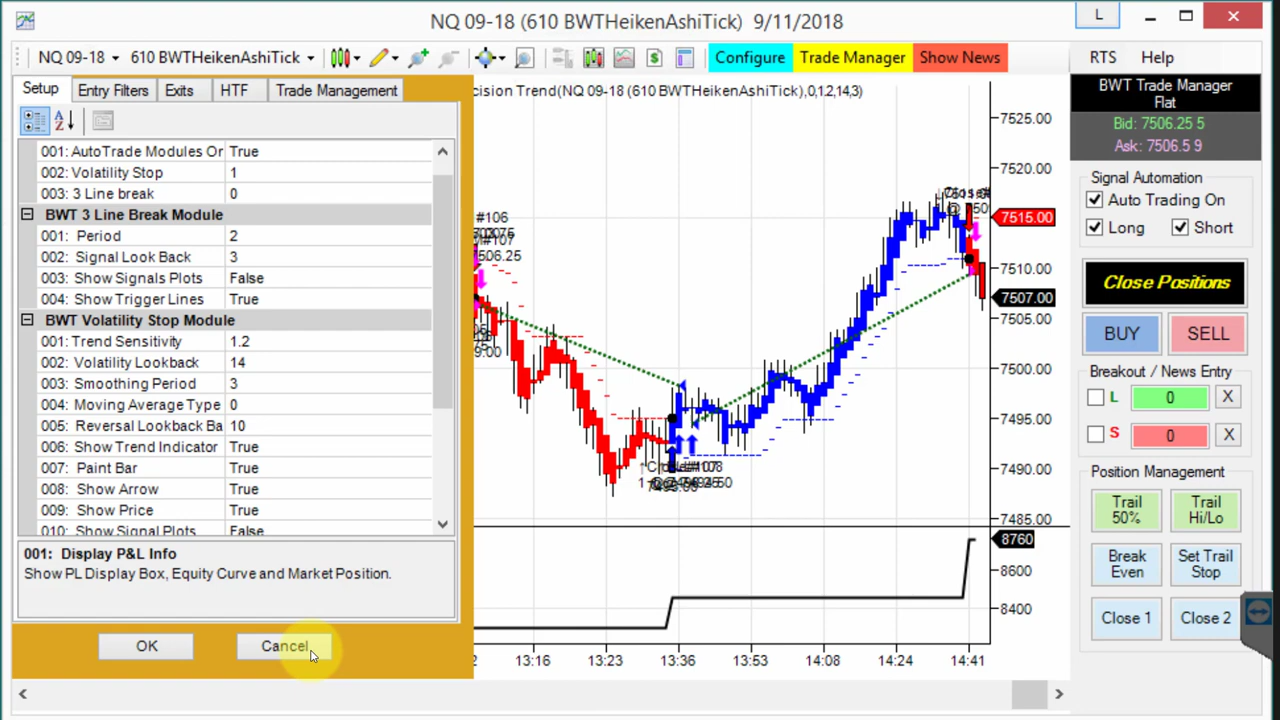 NQ 09-18 (610 BWTHeikenAshiTick) 9/11/2018
L
NQ 09-18
610 BWTHeikenAshiTick
Configure
Trade Manager
Show News
RTS
Help
Setup
Entry Filters
Exits
HTF
Trade Management
001: AutoTrade Modules Or True
002: Volatility Stop 1
003: 3 Line break 0
BWT 3 Line Break Module
001: Period 2
002: Signal Look Back 3
003: Show Signals Plots False
004: Show Trigger Lines True
BWT Volatility Stop Module
001: Trend Sensitivity 1.2
002: Volatility Lookback 14
003: Smoothing Period 3
004: Moving Average Type 0
005: Reversal Lookback Ba 10
006: Show Trend Indicator True
007: Paint Bar True
008: Show Arrow True
009: Show Price True
010: Show Signal Plots False
001: Display P&L Info
Show PL Display Box, Equity Curve and Market Position.
OK
Cancel
cision Trend(NQ 09-18 (610 BWTHeikenAshiTick),0,1.2,14,3)
#106
#107
7506.25
7525.00
7520.00
7515.00
7510.00
7507.00
7505.00
7500.00
7495.00
7490.00
7485.00
8760
8600
8400
2
13:16
13:23
13:36
13:53
14:08
14:24
14:41
BWT Trade Manager
Flat
Bid: 7506.25 5
Ask: 7506.5 9
Signal Automation
Auto Trading On
Long
Short
Close Positions
BUY
SELL
Breakout / News Entry
L
0
X
S
0
X
Position Management
Trail
50%
Trail
Hi/Lo
Break
Even
Set Trail
Stop
Close 1
Close 2